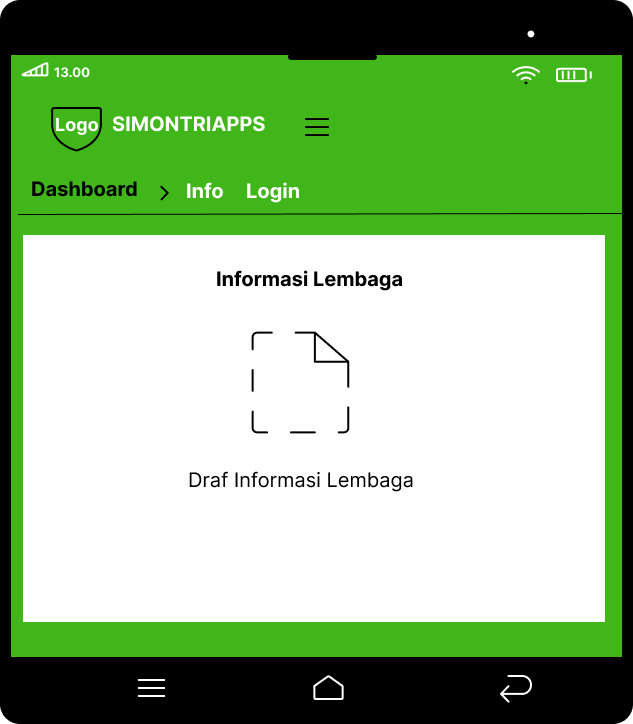 13.00
Logo SIMONTRIAPPS
Dashboard > Info Login
Informasi Lembaga
Draf Informasi Lembaga